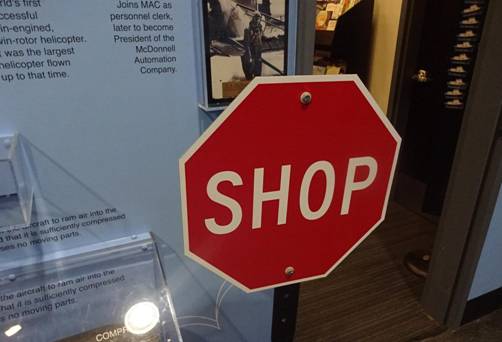 rld's first
ccessful
in-engined,
win-rotor helicopter.
was the largest
helicopter flown
up to that time.
Joins MAC as
personnel clerk,
later to become
President of the
McDonnell
Automation
Company.
SHOP
aircraft to ram air into the
d that it is sufficiently compressed
ses no moving parts.
the aircraft to ram air into the
that it is sufficiently compressed
s no moving parts.
COMP